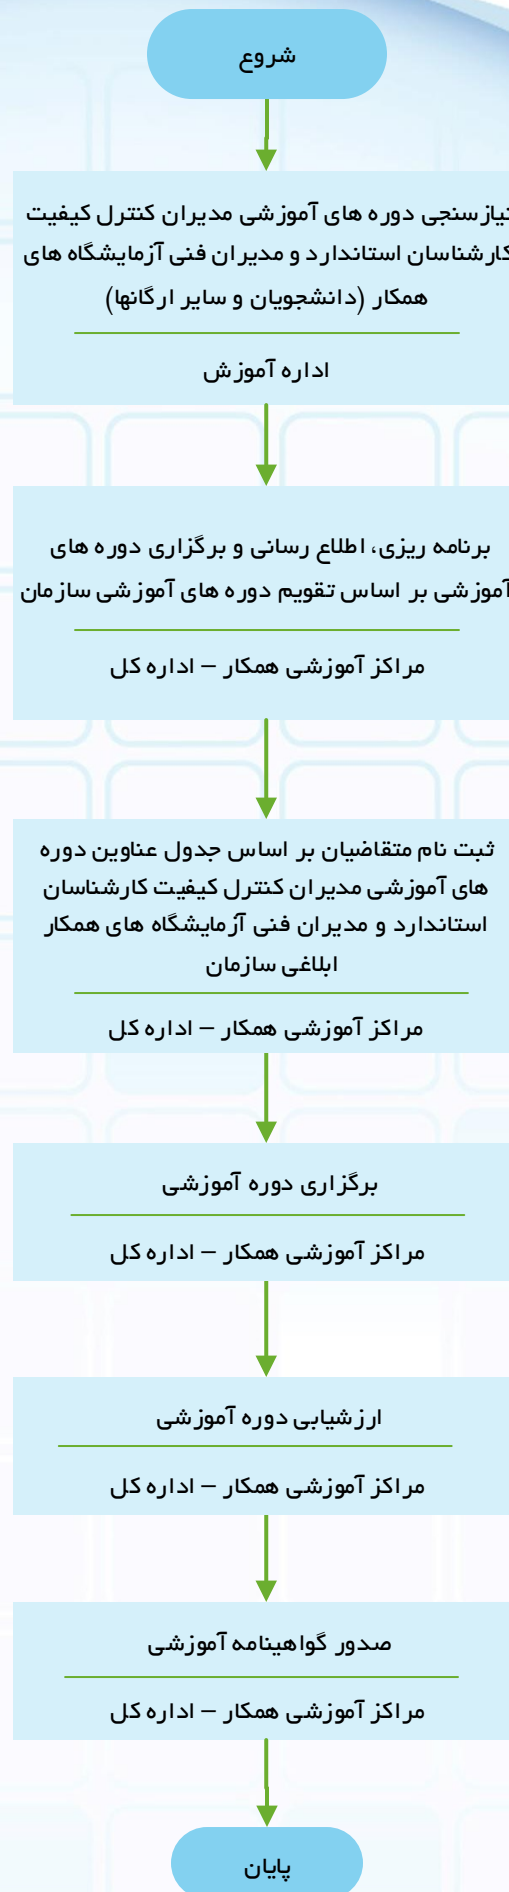 شروع
نیازسنجی دوره های آموزشی مدیران کنترل کیفیت
کارشناسان استاندارد و مدیران فنی آزمایشگاه های
همکار (دانشجویان و سایر ارگانها)
اداره آموزش
برنامه ریزی، اطلاع رسانی و برگزاری دوره های
آموزشی بر اساس تقویم دوره های آموزشی سازمان
مراکز آموزشی همکار – اداره کل
ثبت نام متقاضیان بر اساس جدول عناوین دوره
های آموزشی مدیران کنترل کیفیت کارشناسان
استاندارد و مدیران فنی آزمایشگاه های همکار
ابلاغی سازمان
مراکز آموزشی همکار – اداره کل
برگزاری دوره آموزشی
مراکز آموزشی همکار – اداره کل
ارزشیابی دوره آموزشی
مراکز آموزشی همکار – اداره کل
صدور گواهینامه آموزشی
مراکز آموزشی همکار – اداره کل
پایان